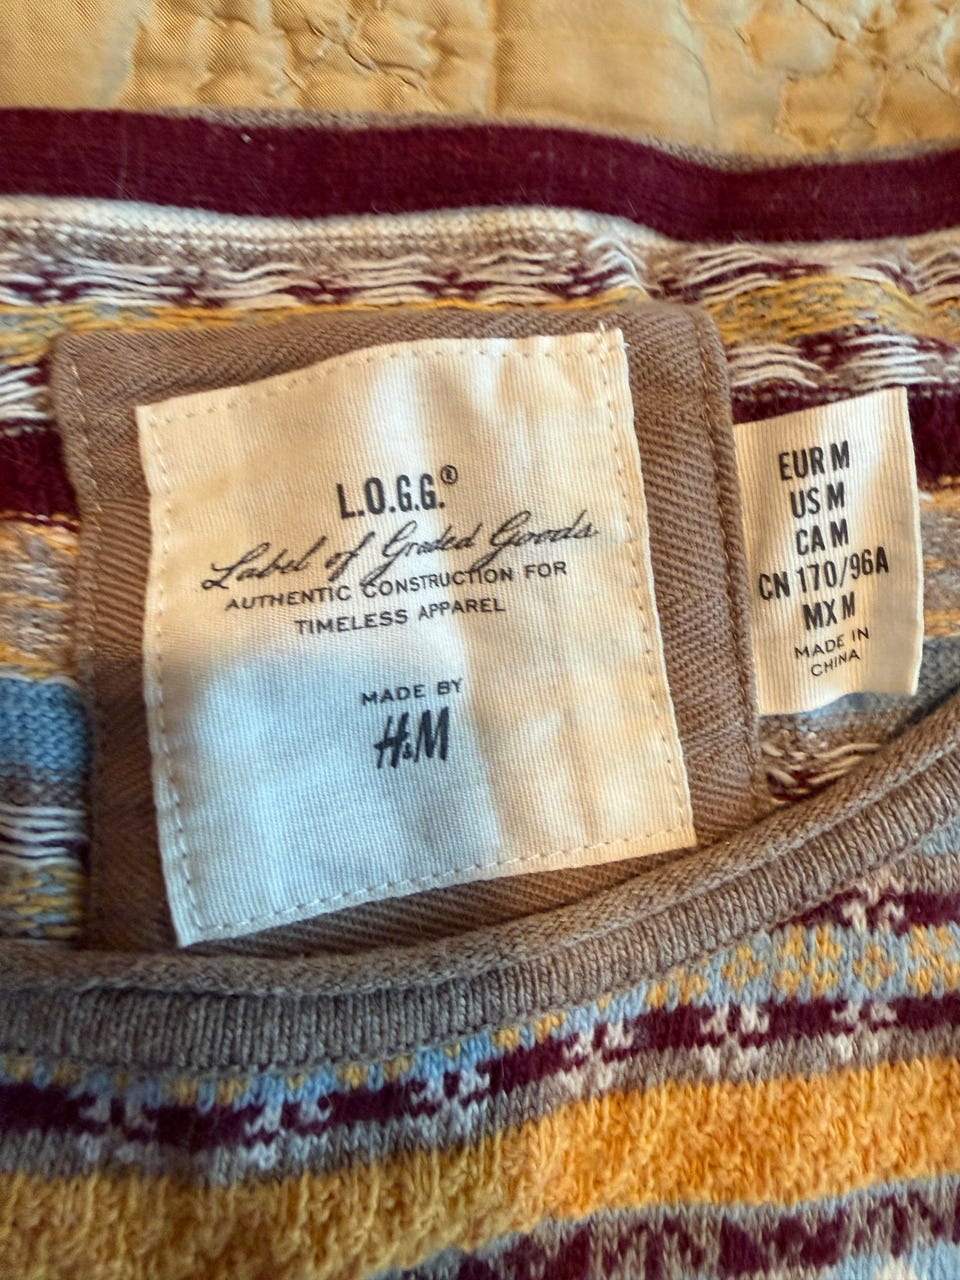 L.O.G.G.®
Label of Graded Goods
AUTHENTIC CONSTRUCTION FOR
TIMELESS APPAREL
MADE BY
H&M
EUR M
US M
CA M
CN 170/96A
MX M
MADE IN
CHINA